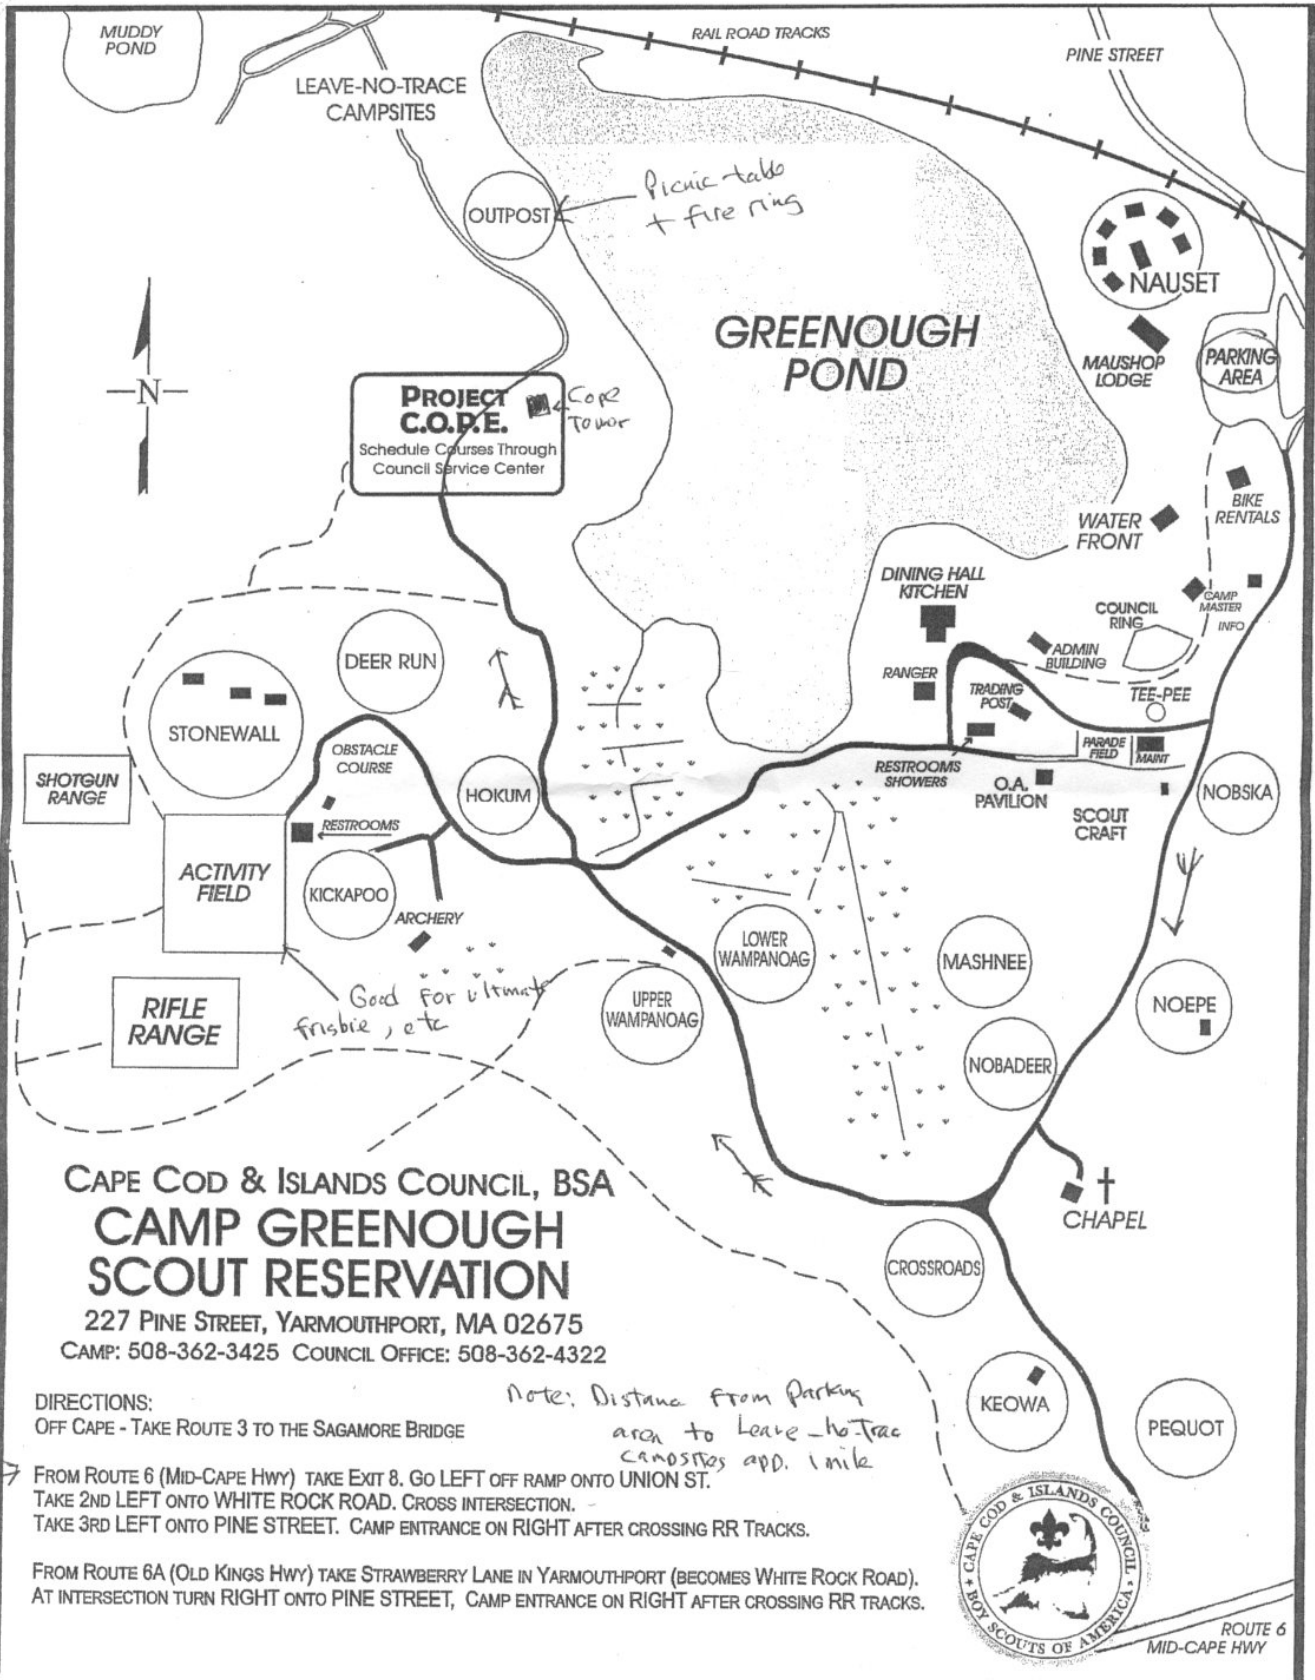 MUDDY
POND
RAIL ROAD TRACKS
PINE STREET
LEAVE-NO-TRACE
CAMPSITES
OUTPOST
Picnic table
+ fire ring
NAUSET
GREENOUGH
POND
MAUSHOP
LODGE
PARKING
AREA
N
PROJECT
C.O.P.E.
Schedule Courses Through
Council Service Center
Cope
Tower
BIKE
RENTALS
WATER
FRONT
DINING HALL
KITCHEN
CAMP
MASTER
INFO
COUNCIL
RING
ADMIN
BUILDING
DEER RUN
RANGER
TRADING
POST
TEE-PEE
STONEWALL
OBSTACLE
COURSE
PARADE
FIELD
MAINT
SHOTGUN
RANGE
HOKUM
RESTROOMS
SHOWERS
O.A.
PAVILION
SCOUT
CRAFT
NOBSKA
RESTROOMS
ACTIVITY
FIELD
KICKAPOO
ARCHERY
LOWER
WAMPANOAG
MASHNEE
RIFLE
RANGE
Good for ultimate
frisbie, etc
UPPER
WAMPANOAG
NOEPE
NOBADEER
CAPE COD & ISLANDS COUNCIL, BSA
CAMP GREENOUGH
SCOUT RESERVATION
227 PINE STREET, YARMOUTHPORT, MA 02675
CAMP: 508-362-3425 COUNCIL OFFICE: 508-362-4322
CHAPEL
CROSSROADS
KEOWA
PEQUOT
Note: Distance from Parking
area to Leave-no-Trac
campsites app. 1 mile
DIRECTIONS:
OFF CAPE - TAKE ROUTE 3 TO THE SAGAMORE BRIDGE
FROM ROUTE 6 (MID-CAPE HWY) TAKE EXIT 8. GO LEFT OFF RAMP ONTO UNION ST.
TAKE 2ND LEFT ONTO WHITE ROCK ROAD. CROSS INTERSECTION.
TAKE 3RD LEFT ONTO PINE STREET. CAMP ENTRANCE ON RIGHT AFTER CROSSING RR TRACKS.
FROM ROUTE 6A (OLD KINGS HWY) TAKE STRAWBERRY LANE IN YARMOUTHPORT (BECOMES WHITE ROCK ROAD).
AT INTERSECTION TURN RIGHT ONTO PINE STREET, CAMP ENTRANCE ON RIGHT AFTER CROSSING RR TRACKS.
CAPE COD & ISLANDS COUNCIL
BOY SCOUTS OF AMERICA
ROUTE 6
MID-CAPE HWY